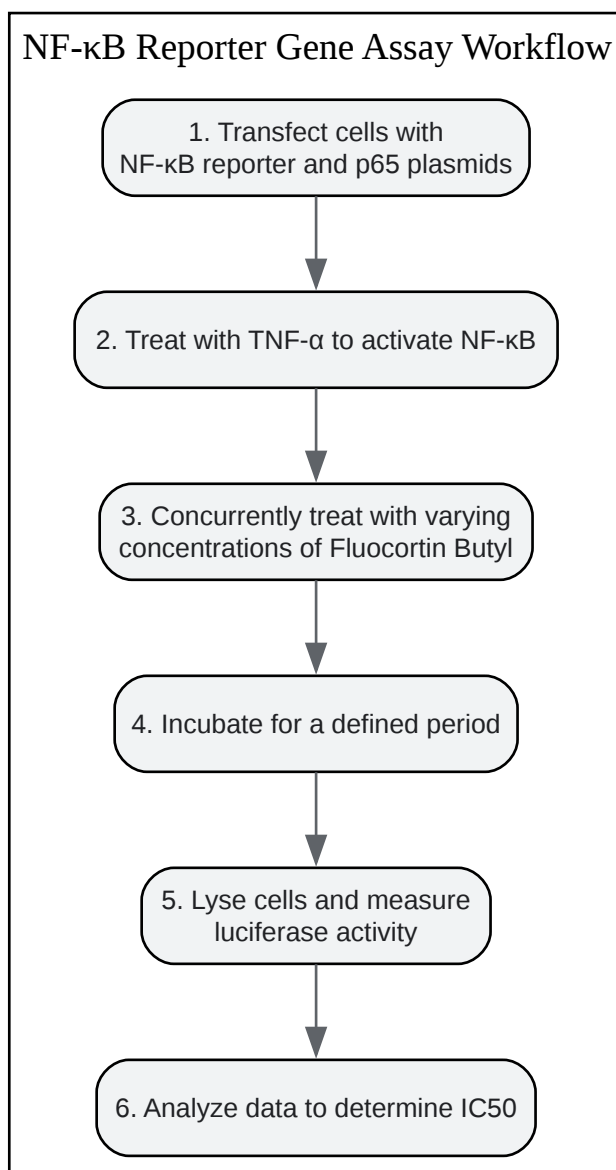 NF-κB Reporter Gene Assay Workflow
1. Transfect cells with
NF-κB reporter and p65 plasmids
2. Treat with TNF-α to activate NF-κB
3. Concurrently treat with varying
concentrations of Fluocortin Butyl
4. Incubate for a defined period
5. Lyse cells and measure
luciferase activity
6. Analyze data to determine IC50